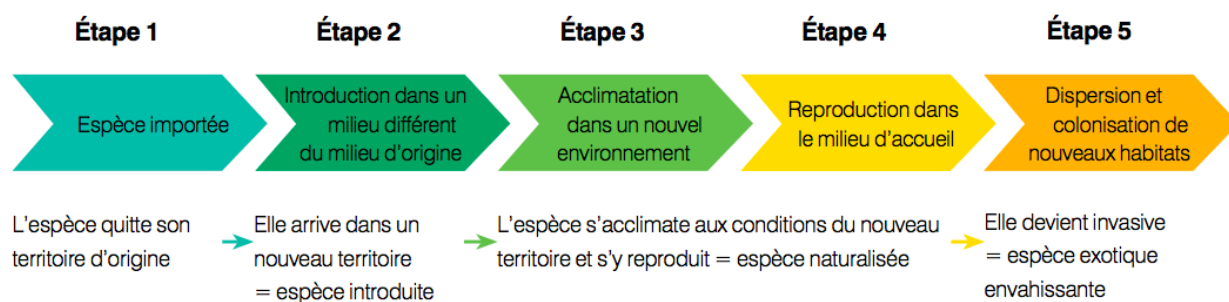 Étape 1
Étape 2
Étape 3
Étape 4
Étape 5
Espèce importée
Introduction dans un
milieu différent
du milieu d'origine
Acclimatation
dans un nouvel
environnement
Reproduction dans
le milieu d'accueil
Dispersion et
colonisation de
nouveaux habitats
L'espèce quitte son
territoire d'origine
Elle arrive dans un
nouveau territoire
= espèce introduite
L'espèce s'acclimate aux conditions du nouveau
territoire et s'y reproduit = espèce naturalisée
Elle devient invasive
= espèce exotique
envahissante